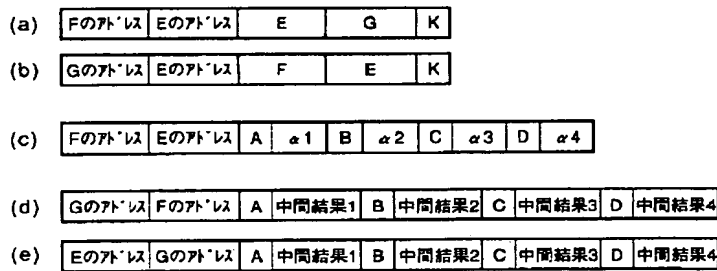 (a) Fのアドレス Eのアドレス E G K
(b) Gのアドレス Eのアドレス F E K
(c) Fのアドレス Eのアドレス A α1 B α2 C α3 D α4
(d) Gのアドレス Fのアドレス A 中間結果1 B 中間結果2 C 中間結果3 D 中間結果4
(e) Eのアドレス Gのアドレス A 中間結果1 B 中間結果2 C 中間結果3 D 中間結果4